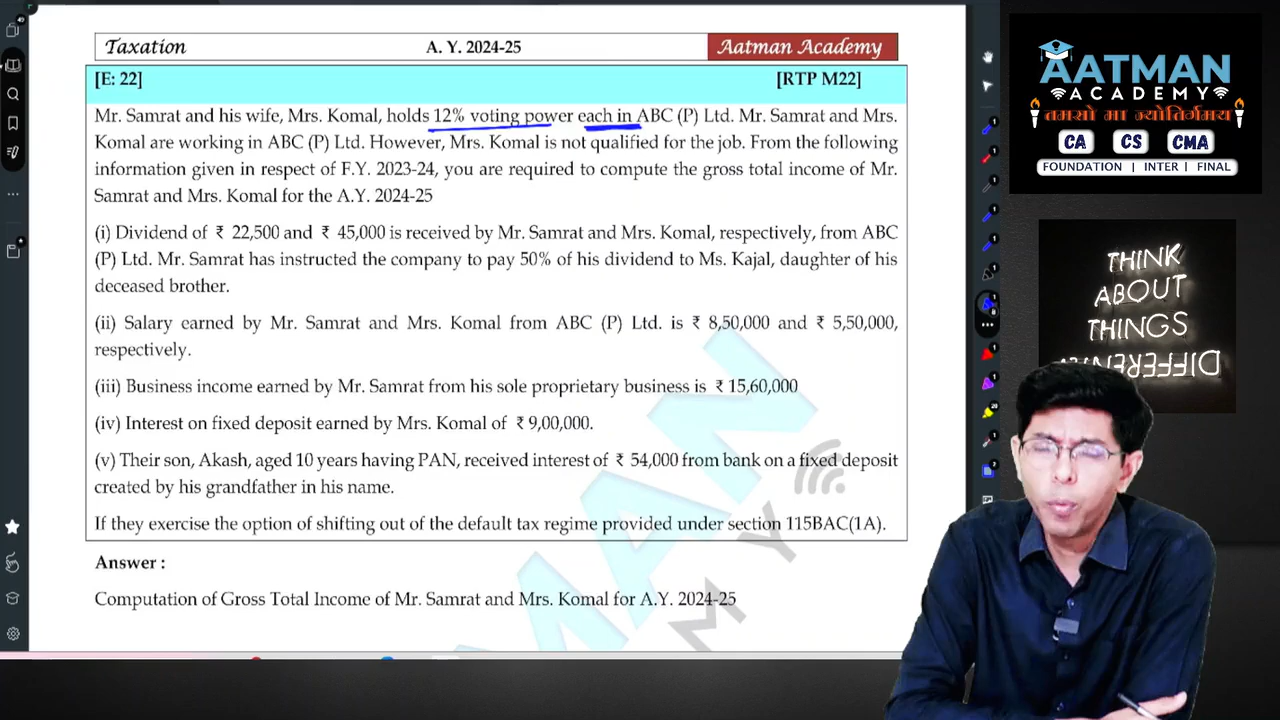 Taxation A. Y. 2024-25 Aatman Academy
[E: 22] [RTP M22]
Mr. Samrat and his wife, Mrs. Komal, holds 12% voting power each in ABC (P) Ltd. Mr. Samrat and Mrs.
Komal are working in ABC (P) Ltd. However, Mrs. Komal is not qualified for the job. From the following
information given in respect of F.Y. 2023-24, you are required to compute the gross total income of Mr.
Samrat and Mrs. Komal for the A.Y. 2024-25
(i) Dividend of ₹ 22,500 and ₹ 45,000 is received by Mr. Samrat and Mrs. Komal, respectively, from ABC
(P) Ltd. Mr. Samrat has instructed the company to pay 50% of his dividend to Ms. Kajal, daughter of his
deceased brother.
(ii) Salary earned by Mr. Samrat and Mrs. Komal from ABC (P) Ltd. is ₹ 8,50,000 and ₹ 5,50,000,
respectively.
(iii) Business income earned by Mr. Samrat from his sole proprietary business is ₹ 15,60,000
(iv) Interest on fixed deposit earned by Mrs. Komal of ₹ 9,00,000.
(v) Their son, Akash, aged 10 years having PAN, received interest of ₹ 54,000 from bank on a fixed deposit
created by his grandfather in his name.
If they exercise the option of shifting out of the default tax regime provided under section 115BAC(1A).
Answer :
Computation of Gross Total Income of Mr. Samrat and Mrs. Komal for A.Y. 2024-25
AATMAN
ACADEMY
तमसो मा ज्योतिर्गमय
CA CS CMA
FOUNDATION | INTER | FINAL
THINK
ABOUT
THINGS